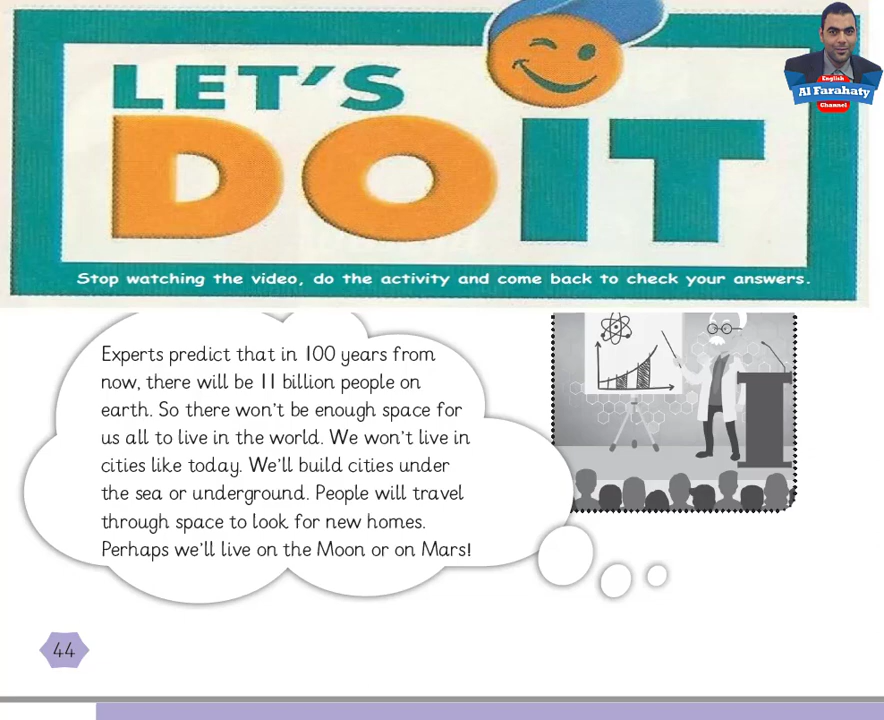 English
Al Farahaty
Channel
LET'S
DO IT
Stop watching the video, do the activity and come back to check your answers.
Experts predict that in 100 years from
now, there will be 11 billion people on
earth. So there won't be enough space for
us all to live in the world. We won't live in
cities like today. We'll build cities under
the sea or underground. People will travel
through space to look for new homes.
Perhaps we'll live on the Moon or on Mars!
44